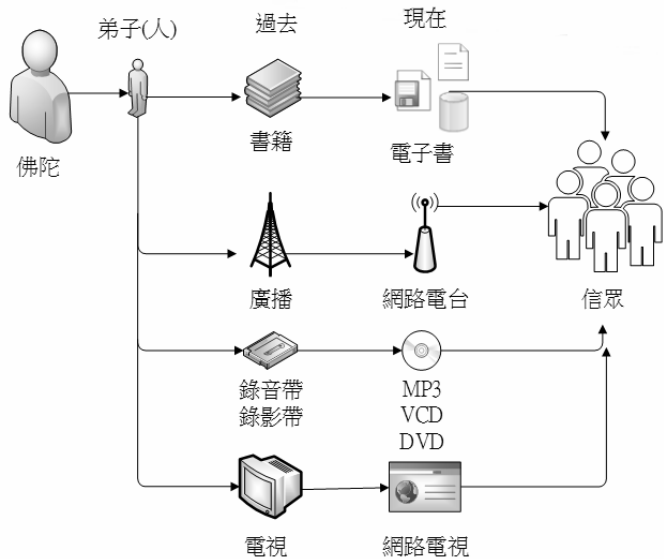 弟子(人)
過去
現在
佛陀
書籍
電子書
廣播
網路電台
信眾
錄音帶
錄影帶
MP3
VCD
DVD
電視
網路電視